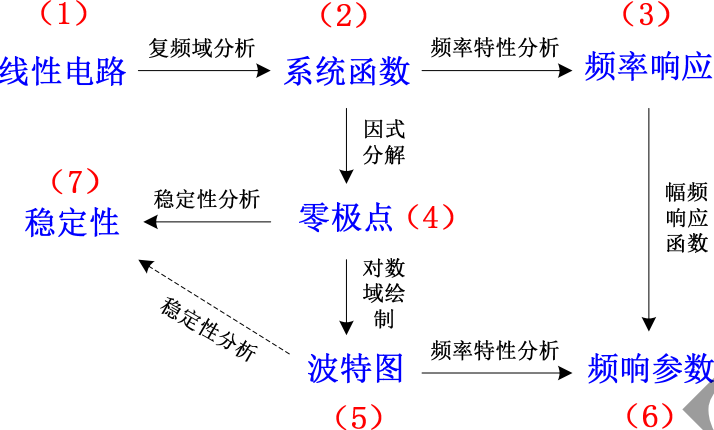 (1)
(2)
(3)
线性电路
复频域分析
系统函数
频率特性分析
频率响应
因式
分解
幅频
响应
函数
(7)
稳定性
稳定性分析
零极点(4)
对数
域绘
制
稳定性分析
波特图
(5)
频率特性分析
频响参数
(6)